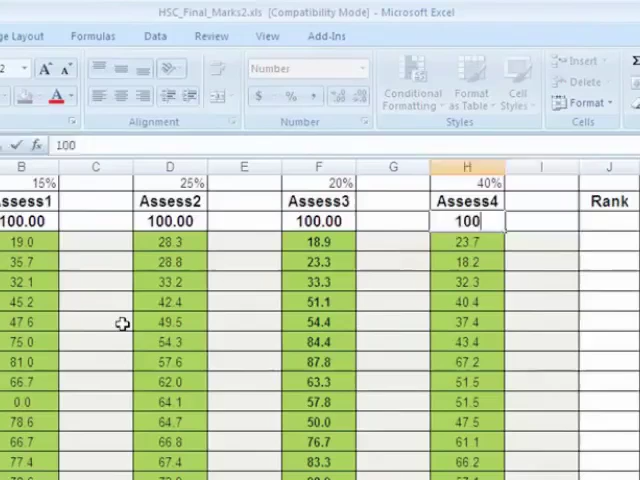 HSC_Final_Marks2.xls [Compatibility Mode] - Microsoft Excel
ge Layout Formulas Data Review View Add-Ins
2 A A Number Insert
$ % , Conditional Formatting Format as Table Cell Styles Delete
A Format
Alignment Number Styles Cells
fx 100
B C D E F G H I J
15% 25% 20% 40%
Assess1 Assess2 Assess3 Assess4 Rank
100.00 100.00 100.00 100
19.0 28.3 18.9 23.7
35.7 28.8 23.3 18.2
32.1 33.2 33.3 32.3
45.2 42.4 51.1 40.4
47.6 49.5 54.4 37.4
75.0 54.3 84.4 43.4
81.0 57.6 87.8 67.2
66.7 62.0 63.3 51.5
0.0 64.1 57.8 51.5
78.6 64.7 50.0 47.5
66.7 66.8 76.7 61.1
77.4 67.4 83.3 66.2